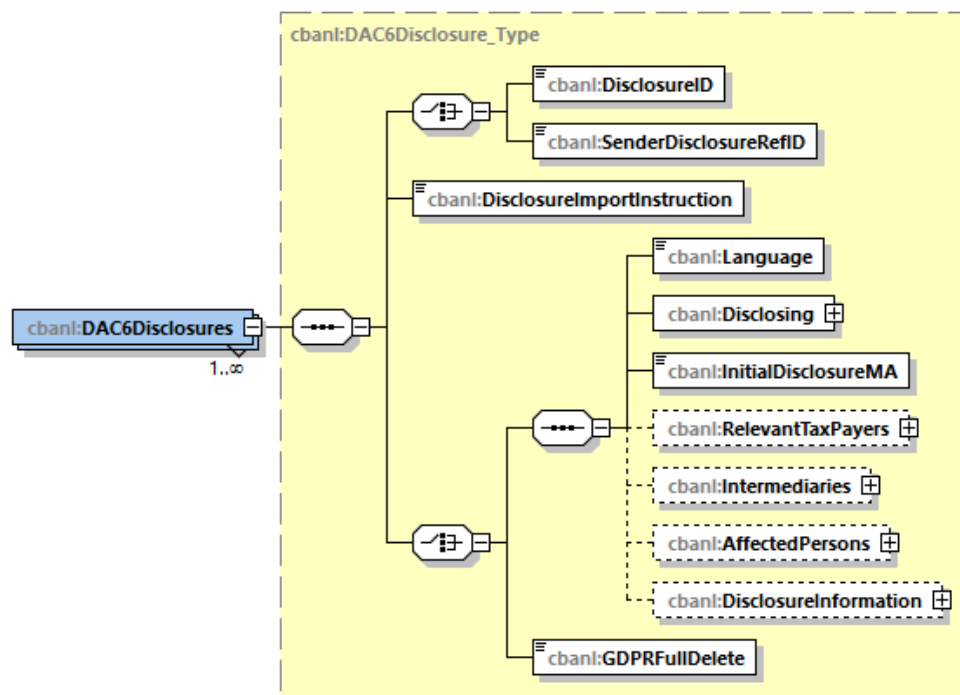 cbanl:DAC6Disclosure_Type
cbanl:DisclosureID
cbanl:SenderDisclosureRefID
cbanl:DisclosureImportInstruction
cbanl:Language
cbanl:DAC6Disclosures
1..∞
cbanl:Disclosing
cbanl:InitialDisclosureMA
cbanl:RelevantTaxPayers
cbanl:Intermediaries
cbanl:AffectedPersons
cbanl:DisclosureInformation
cbanl:GDPRFullDelete